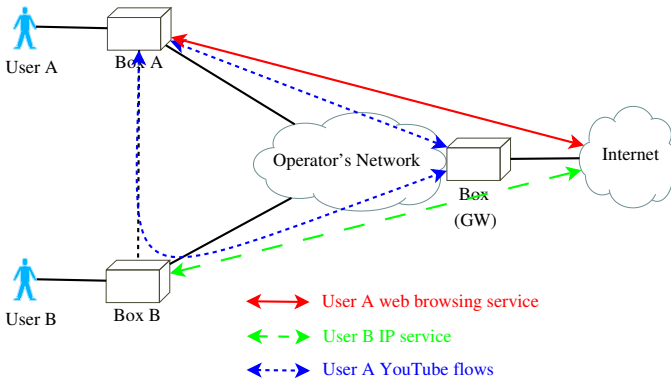 User A
Box A
Operator's Network
Internet
Box
(GW)
User B
Box B
User A web browsing service
User B IP service
User A YouTube flows